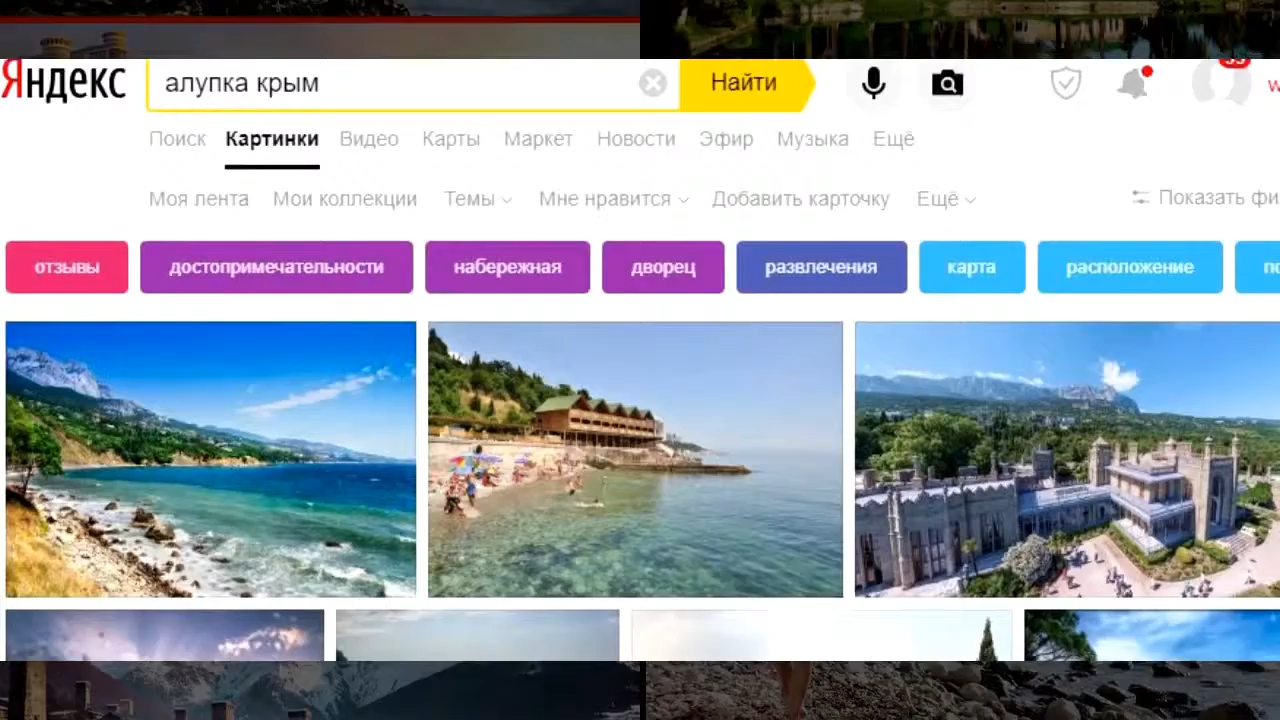 Яндекс
алупка крым
Найти
Поиск Картинки Видео Карты Маркет Новости Эфир Музыка Ещё
Моя лента Мои коллекции Темы Мне нравится Добавить карточку Ещё Показать фи
отзывы достопримечательности набережная дворец развлечения карта расположение по